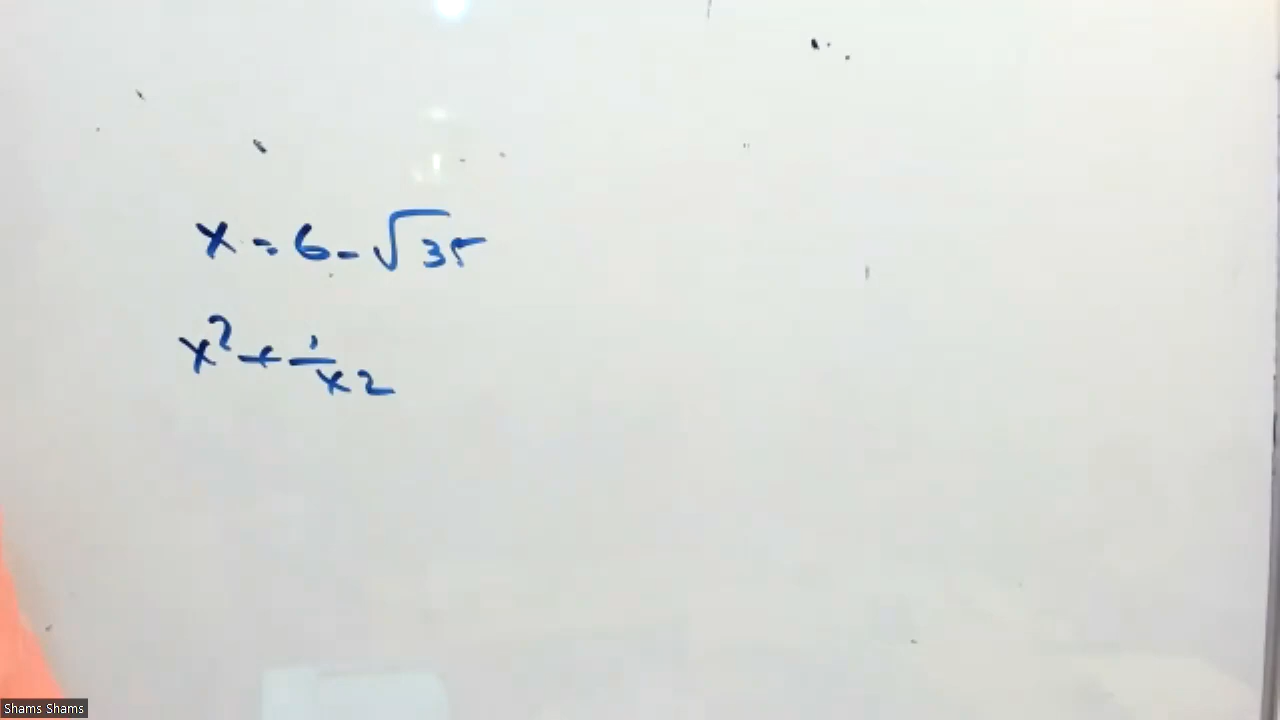 x = 6 - √35
x² + 1/x2
Shams Shams